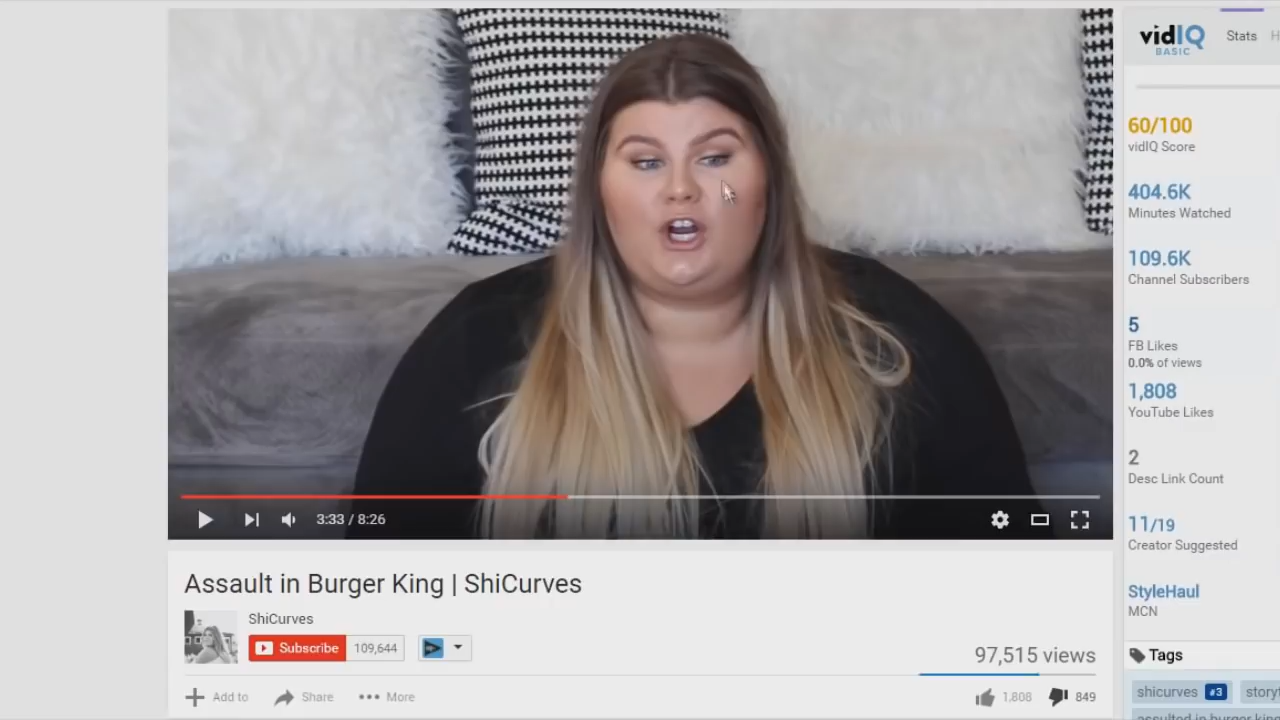 vidIQ
BASIC
Stats
60/100
vidIQ Score
404.6K
Minutes Watched
109.6K
Channel Subscribers
5
FB Likes
0.0% of views
1,808
YouTube Likes
2
Desc Link Count
11/19
Creator Suggested
StyleHaul
MCN
Tags
shicurves #3
3:33 / 8:26
Assault in Burger King | ShiCurves
ShiCurves
Subscribe 109,644
97,515 views
Add to Share More
1,808 849